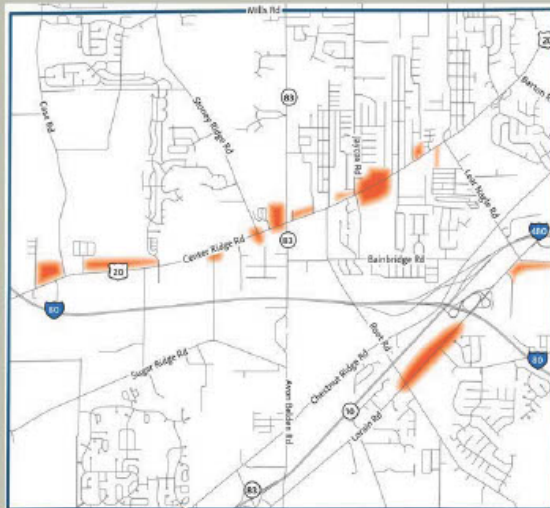 Mills Rd
20
83
Case Rd
Stoney Ridge Rd
Jaycox Rd
Lear Nagle Rd
Center Ridge Rd
83
480
Bainbridge Rd
20
80
Root Rd
80
Sugar Ridge Rd
Chestnut Ridge Rd
Avon Belden Rd
10
Lorain Rd
83